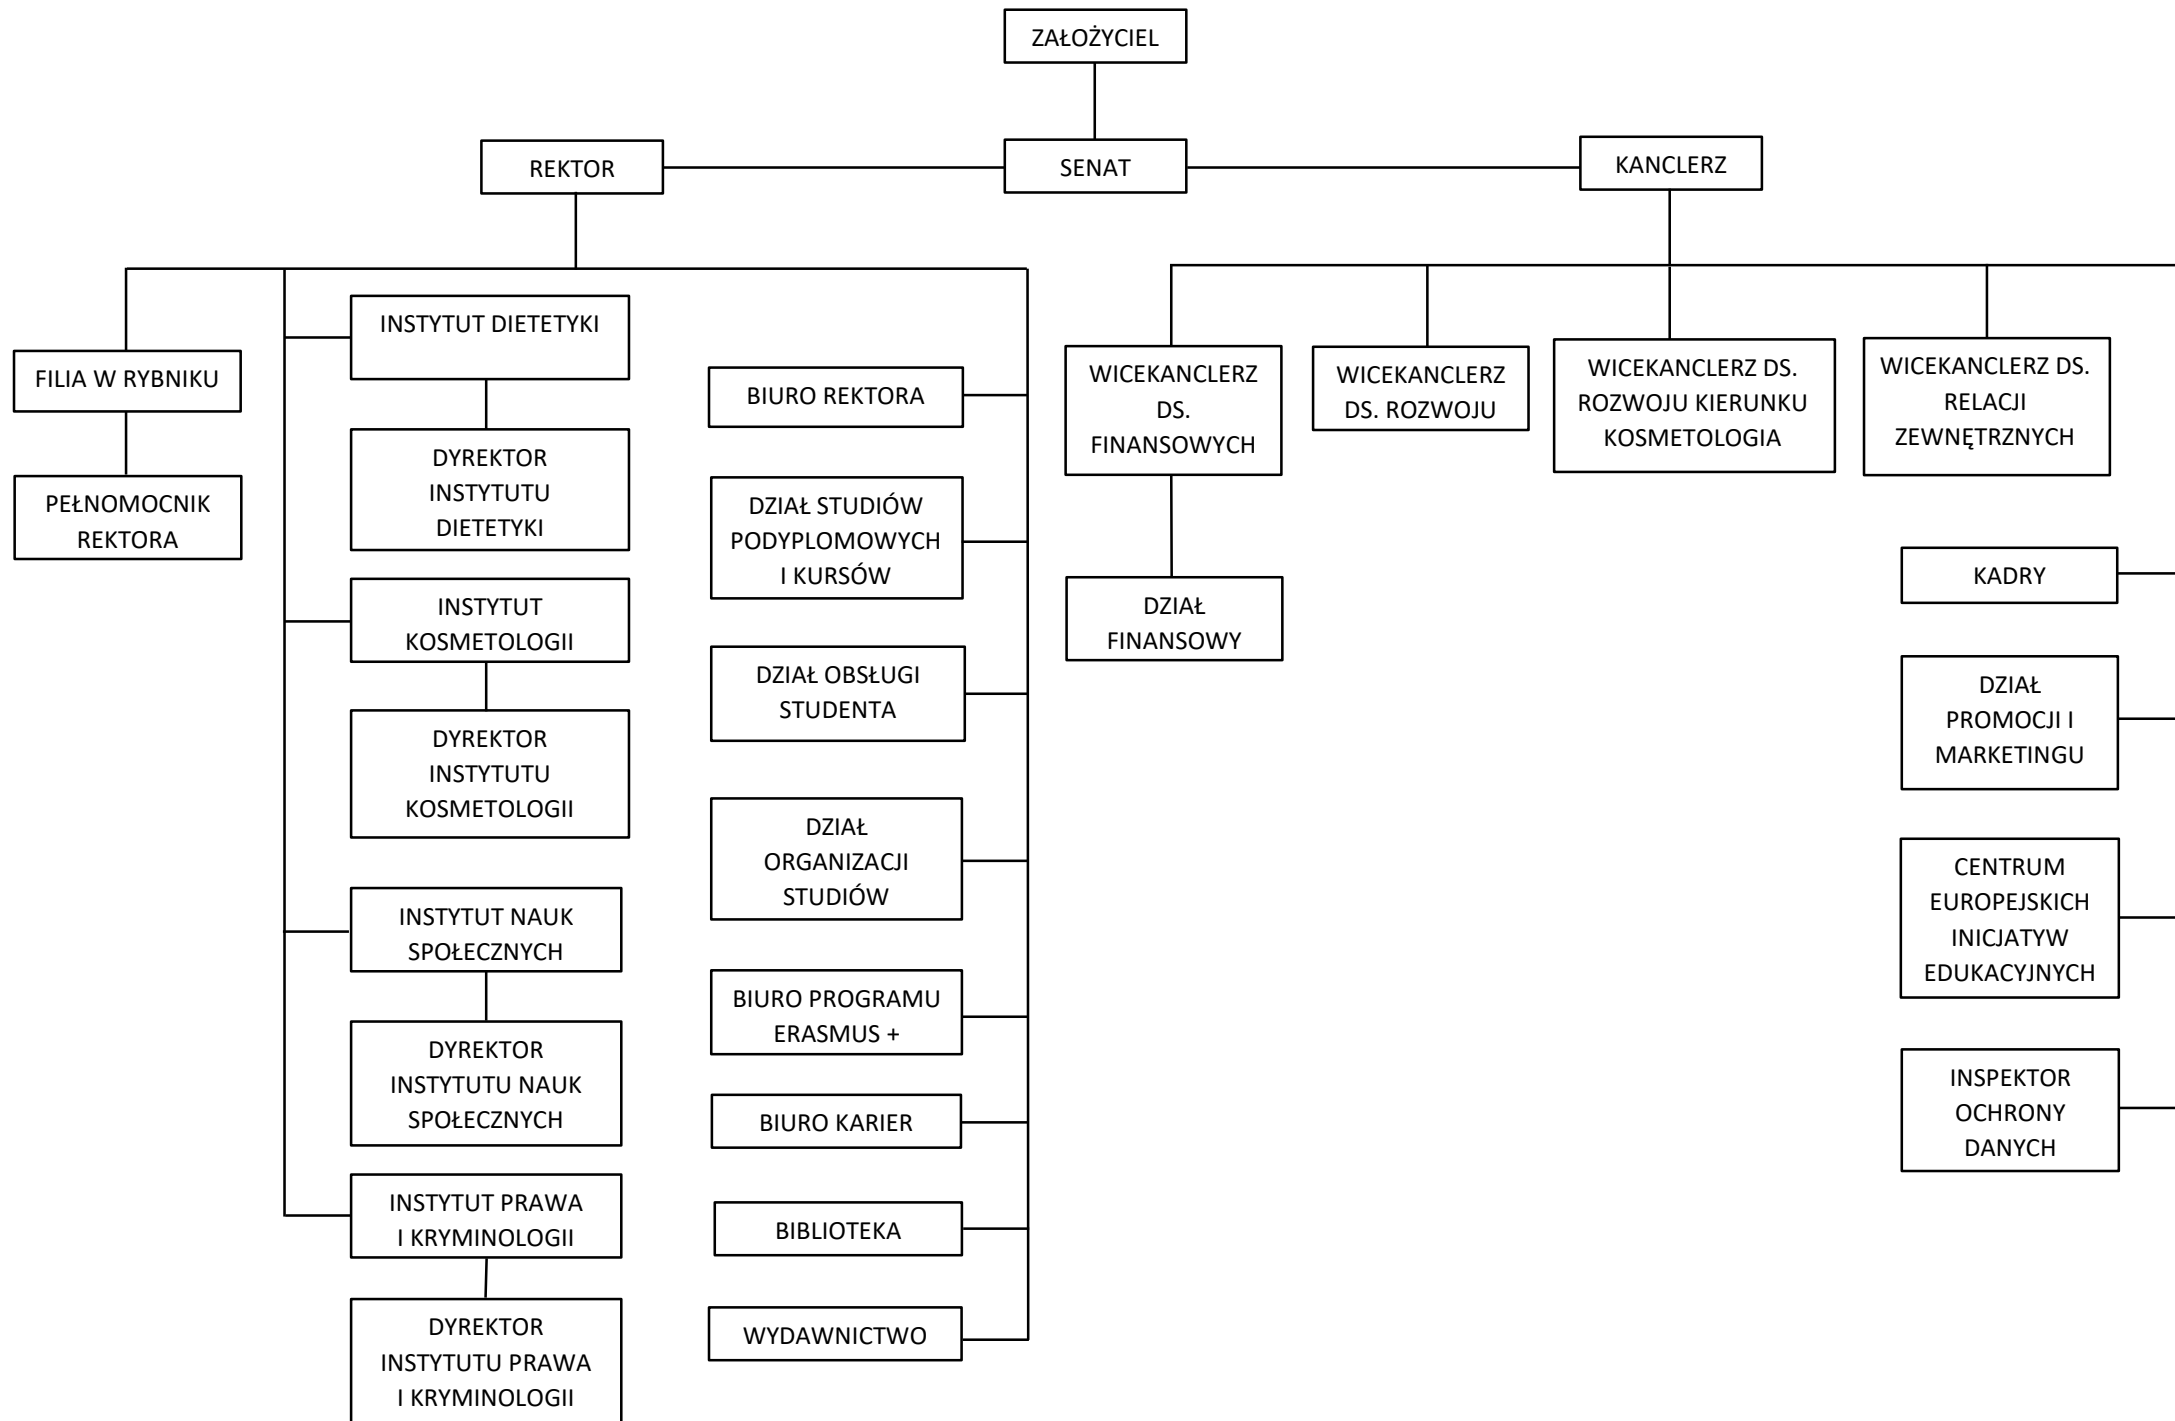 ZAŁOŻYCIEL
REKTOR
SENAT
KANCLERZ
FILIA W RYBNIKU
PEŁNOMOCNIK
REKTORA
INSTYTUT DIETETYKI
DYREKTOR
INSTYTUTU
DIETETYKI
INSTYTUT
KOSMETOLOGII
DYREKTOR
INSTYTUTU
KOSMETOLOGII
INSTYTUT NAUK
SPOŁECZNYCH
DYREKTOR
INSTYTUTU NAUK
SPOŁECZNYCH
INSTYTUT PRAWA
I KRYMINOLOGII
DYREKTOR
INSTYTUTU PRAWA
I KRYMINOLOGII
BIURO REKTORA
DZIAŁ STUDIÓW
PODYPLOMOWYCH
I KURSÓW
DZIAŁ OBSŁUGI
STUDENTA
DZIAŁ
ORGANIZACJI
STUDIÓW
BIURO PROGRAMU
ERASMUS +
BIURO KARIER
BIBLIOTEKA
WYDAWNICTWO
WICEKANCLERZ
DS.
FINANSOWYCH
DZIAŁ
FINANSOWY
WICEKANCLERZ
DS. ROZWOJU
WICEKANCLERZ DS.
ROZWOJU KIERUNKU
KOSMETOLOGIA
WICEKANCLERZ DS.
RELACJI
ZEWNĘTRZNYCH
KADRY
DZIAŁ
PROMOCJI I
MARKETINGU
CENTRUM
EUROPEJSKICH
INICJATYW
EDUKACYJNYCH
INSPEKTOR
OCHRONY
DANYCH